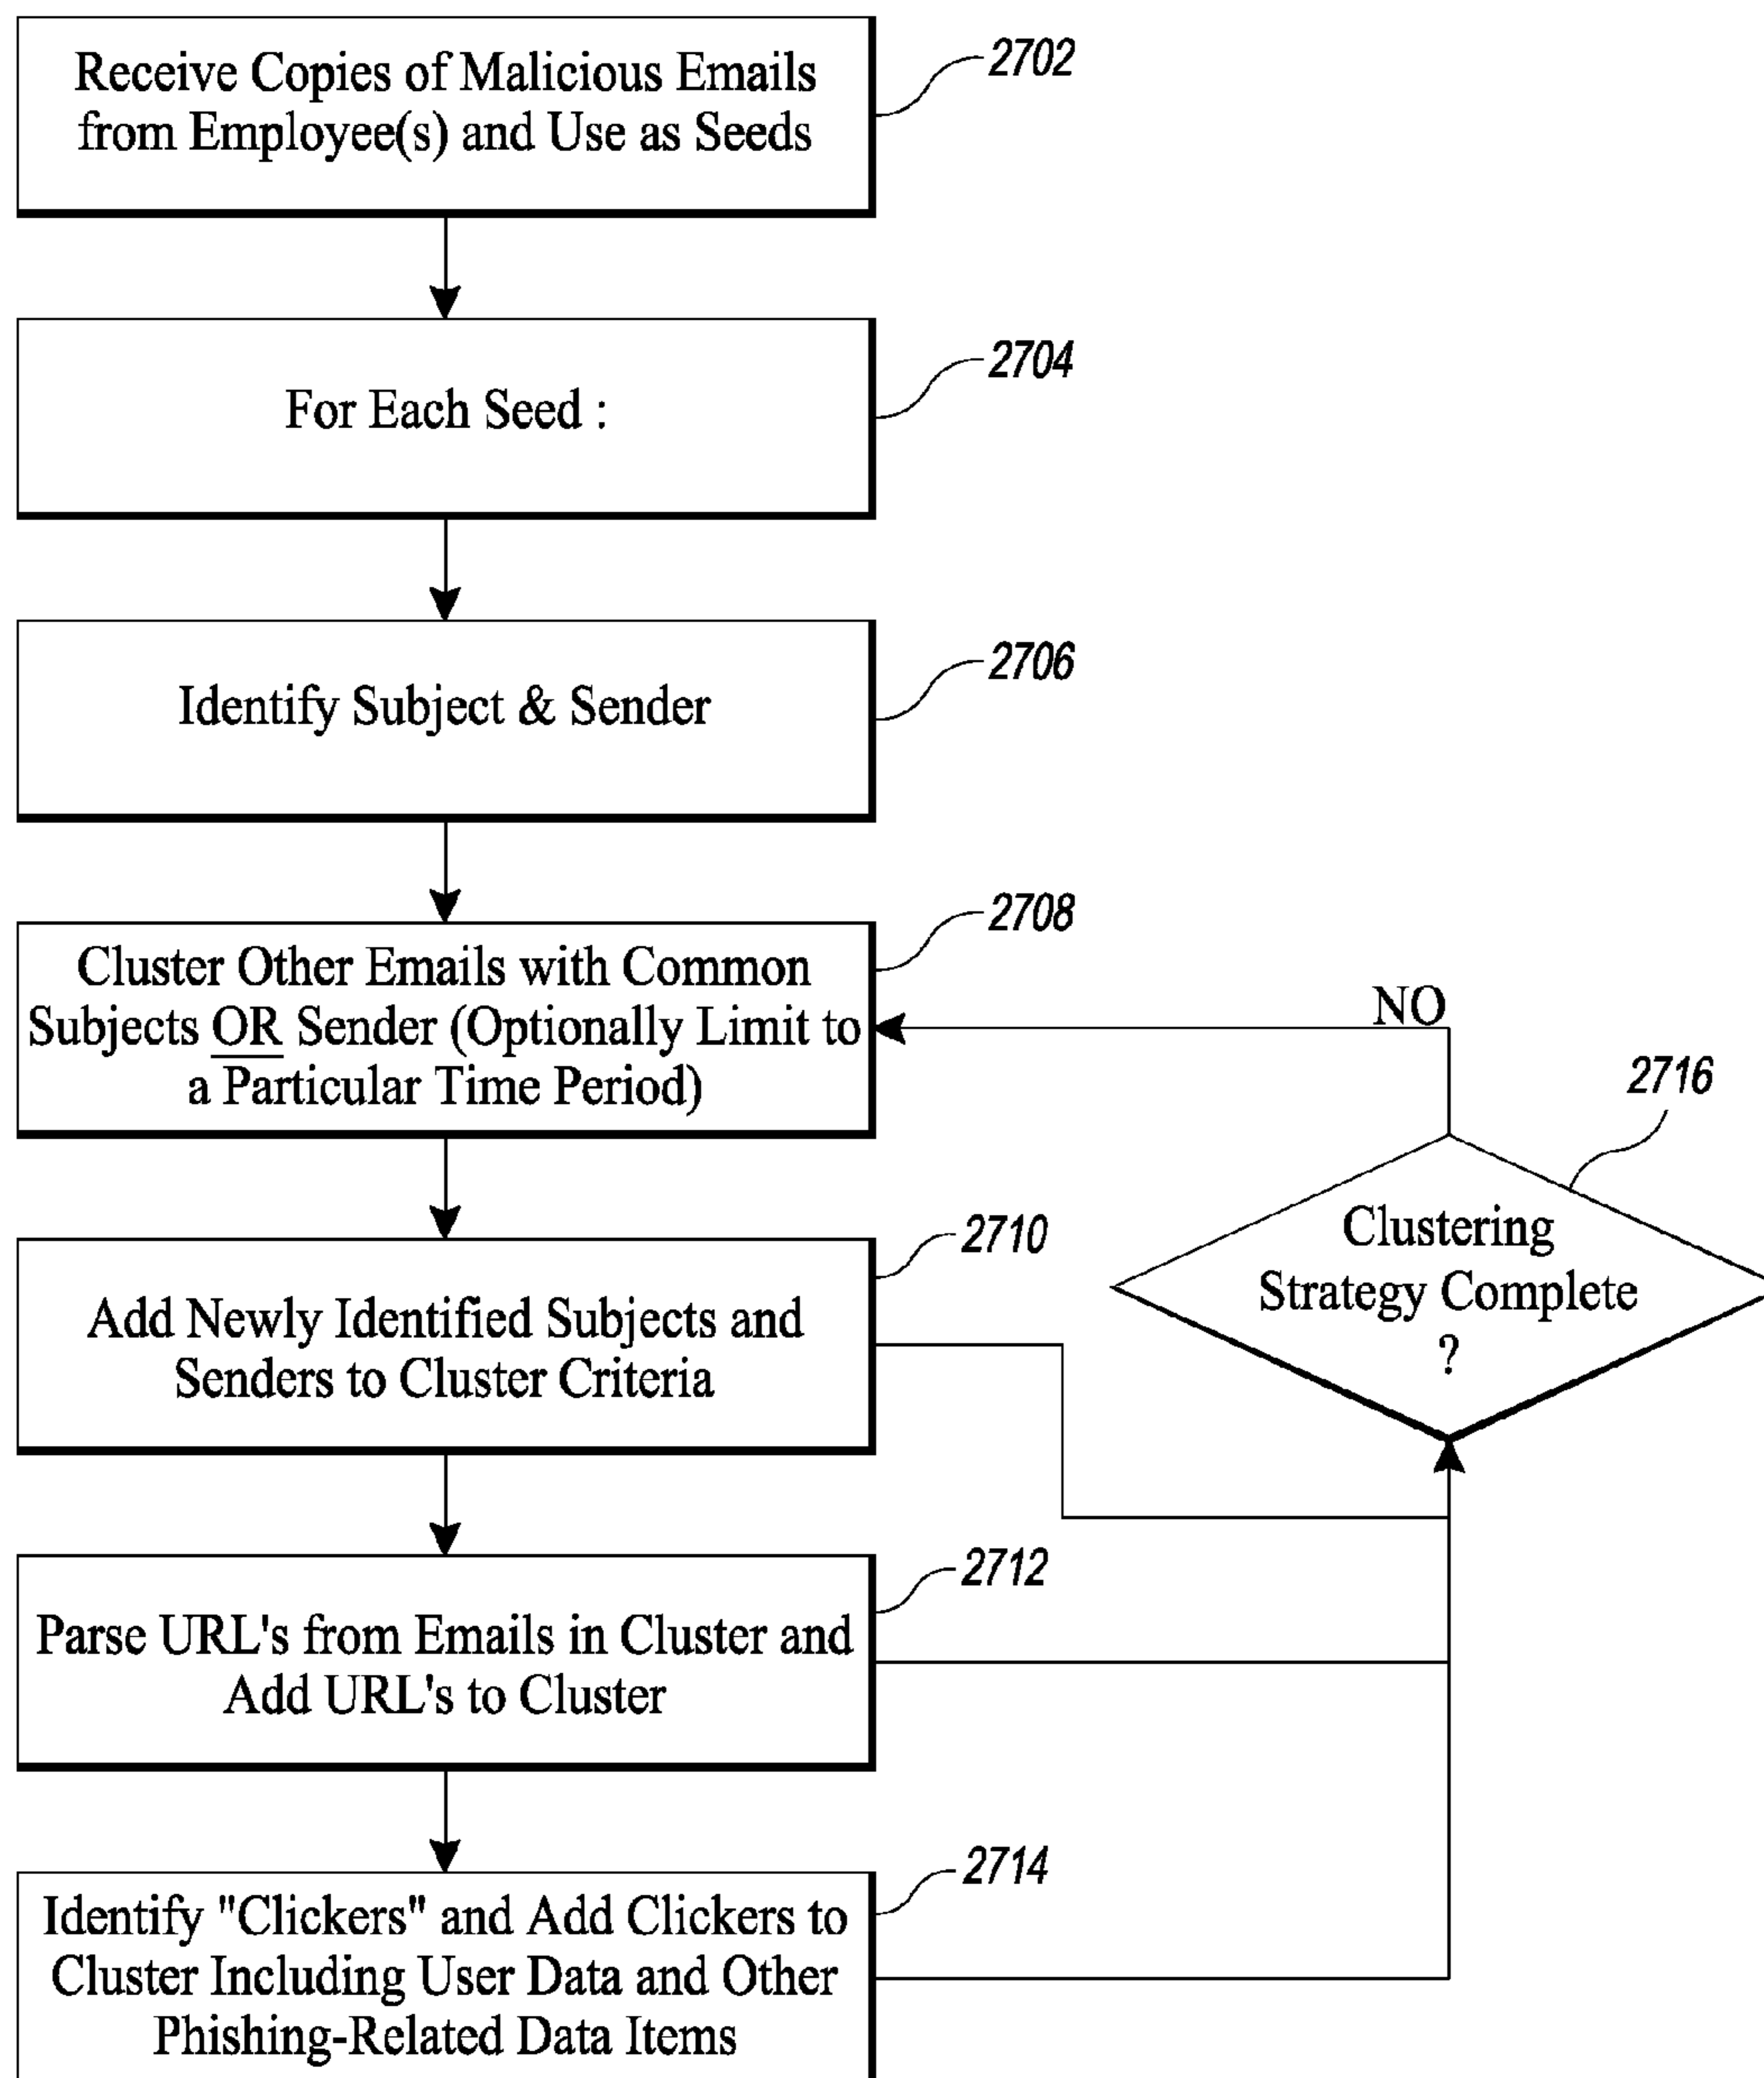 Receive Copies of Malicious Emails
from Employee(s) and Use as Seeds
2702
For Each Seed :
2704
Identify Subject & Sender
2706
Cluster Other Emails with Common
Subjects OR Sender (Optionally Limit to
a Particular Time Period)
2708
NO
2716
Clustering
Strategy Complete
?
Add Newly Identified Subjects and
Senders to Cluster Criteria
2710
Parse URL's from Emails in Cluster and
Add URL's to Cluster
2712
Identify "Clickers" and Add Clickers to
Cluster Including User Data and Other
Phishing-Related Data Items
2714